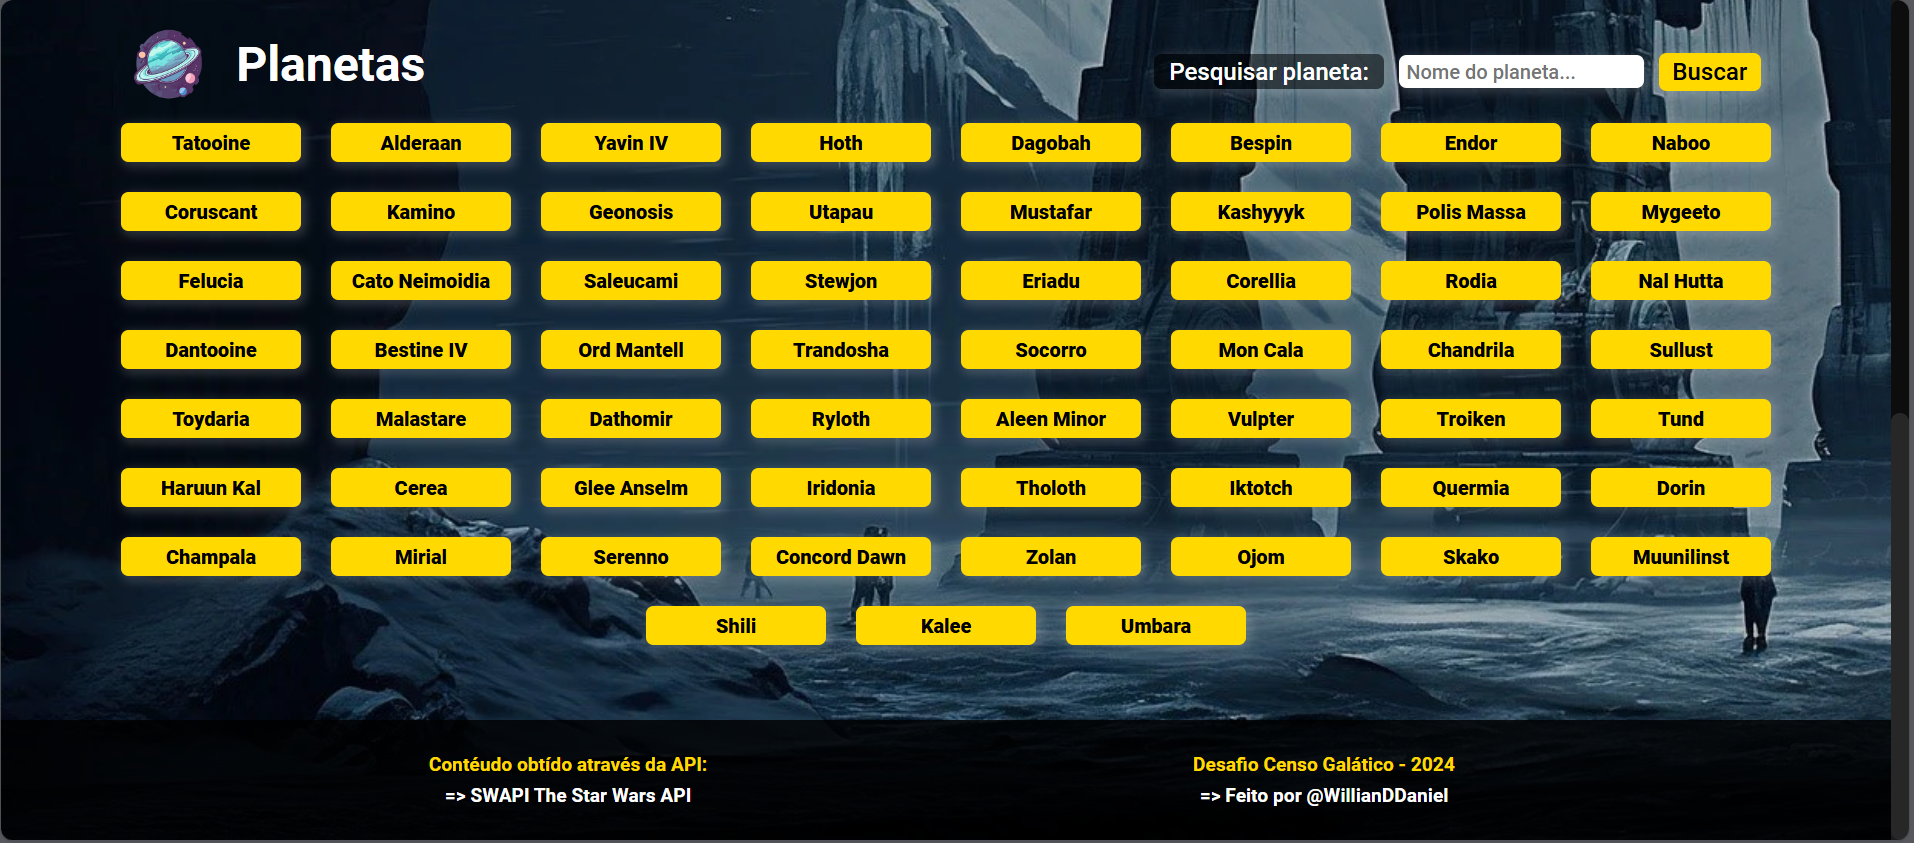 Planetas
Pesquisar planeta: Nome do planeta... Buscar
Tatooine Alderaan Yavin IV Hoth Dagobah Bespin Endor Naboo
Coruscant Kamino Geonosis Utapau Mustafar Kashyyyk Polis Massa Mygeeto
Felucia Cato Neimoidia Saleucami Stewjon Eriadu Corellia Rodia Nal Hutta
Dantooine Bestine IV Ord Mantell Trandosha Socorro Mon Cala Chandrila Sullust
Toydaria Malastare Dathomir Ryloth Aleen Minor Vulpter Troiken Tund
Haruun Kal Cerea Glee Anselm Iridonia Tholoth Iktotch Quermia Dorin
Champala Mirial Serenno Concord Dawn Zolan Ojom Skako Muunilinst
Shili Kalee Umbara
Contéudo obtído através da API:
=> SWAPI The Star Wars API
Desafio Censo Galático - 2024
=> Feito por @WillianDDaniel